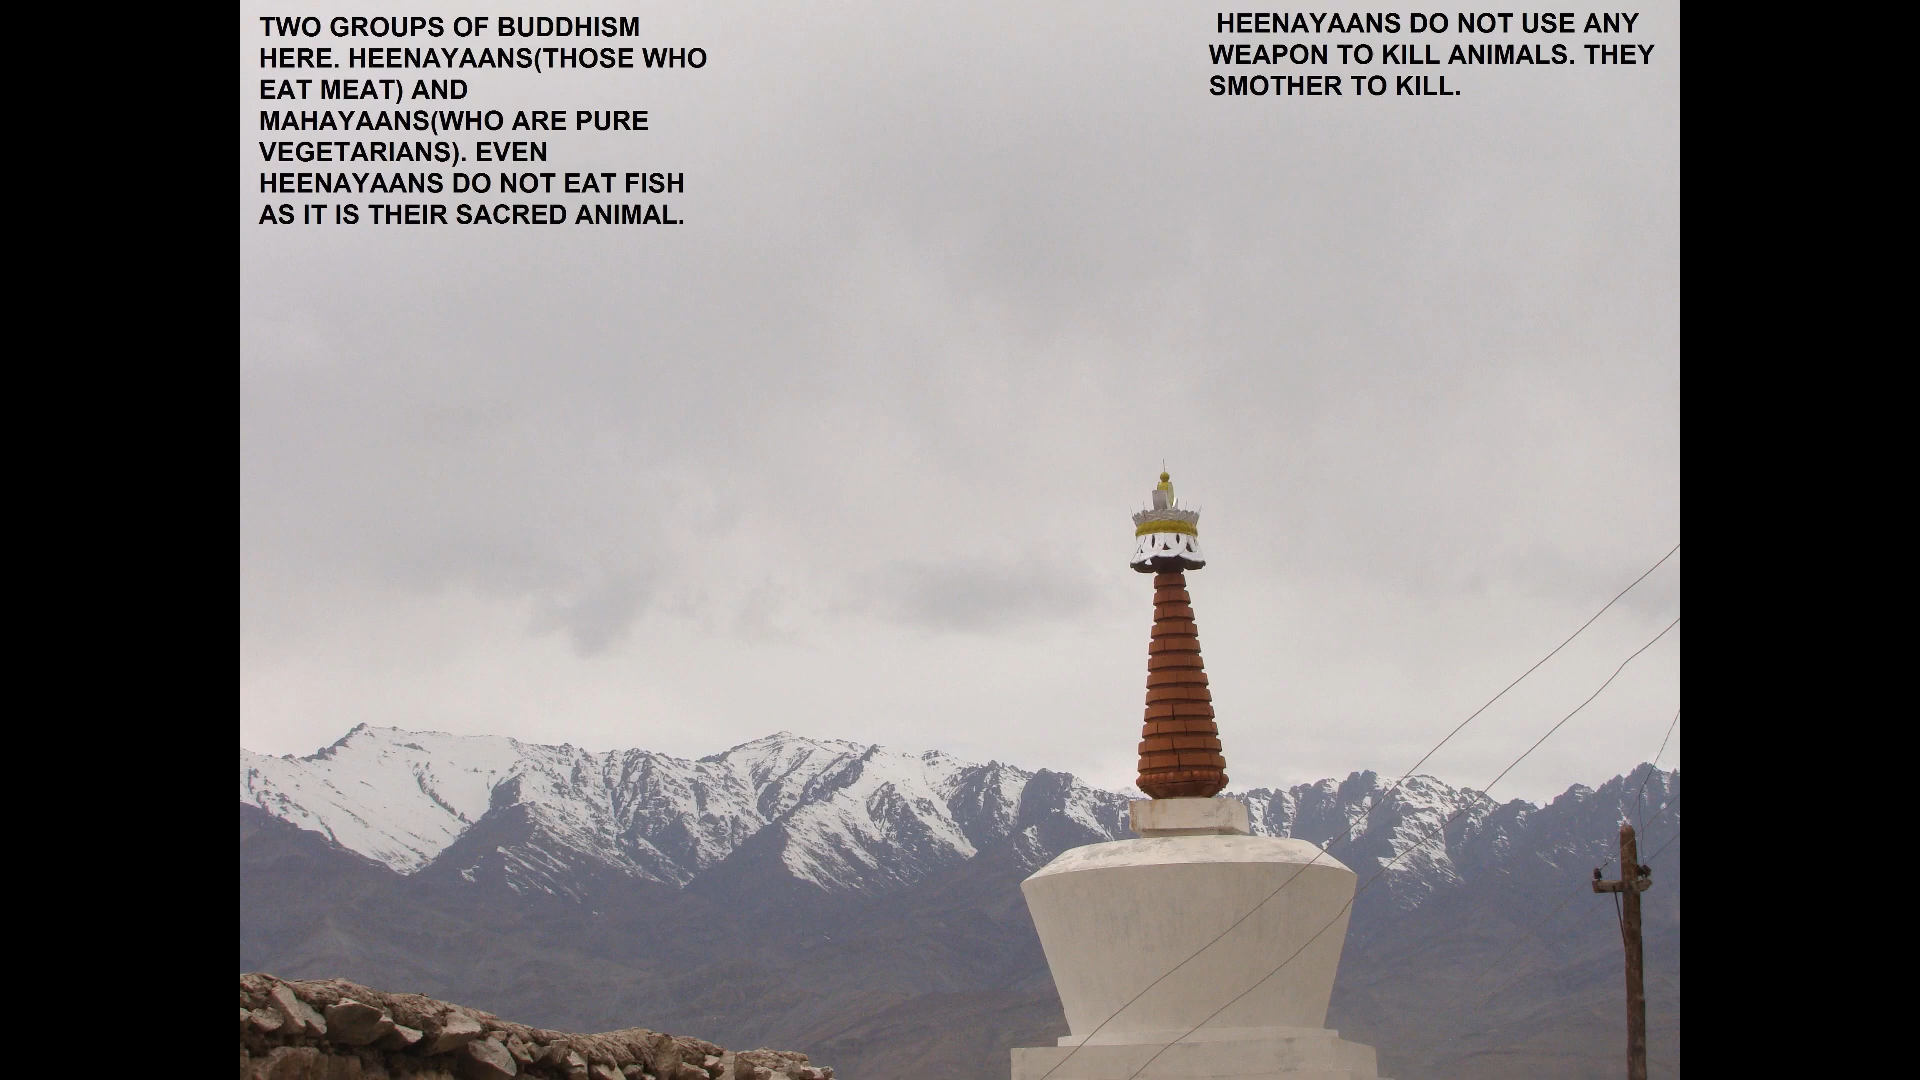 TWO GROUPS OF BUDDHISM
HERE. HEENAYAANS(THOSE WHO
EAT MEAT) AND
MAHAYAANS(WHO ARE PURE
VEGETARIANS). EVEN
HEENAYAANS DO NOT EAT FISH
AS IT IS THEIR SACRED ANIMAL.
HEENAYAANS DO NOT USE ANY
WEAPON TO KILL ANIMALS. THEY
SMOTHER TO KILL.